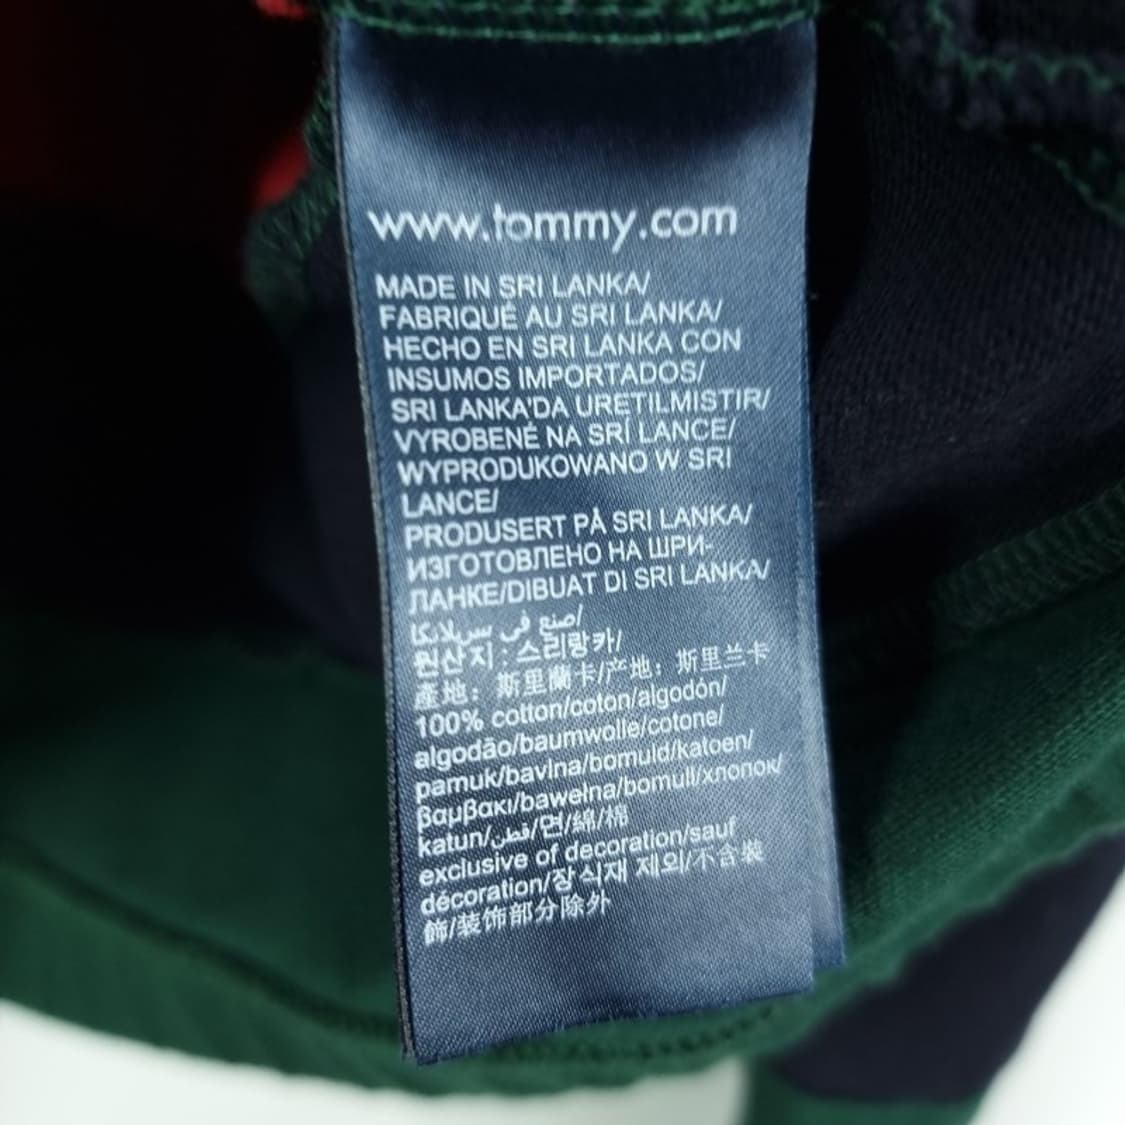 www.tommy.com
MADE IN SRI LANKA/
FABRIQUÉ AU SRI LANKA/
HECHO EN SRI LANKA CON
INSUMOS IMPORTADOS/
SRI LANKA'DA URETILMISTIR/
VYROBENÉ NA SRÍ LANCE/
WYPRODUKOWANO W SRI
LANCE/
PRODUSERT PÅ SRI LANKA/
ИЗГОТОВЛЕНО НА ШРИ-
ЛАНКЕ/DIBUAT DI SRI LANKA/
صنع في سريلانكا/
원산지 : 스리랑카/
產地：斯里蘭卡/产地：斯里兰卡
100% cotton/coton/algodón/
algodão/baumwolle/cotone/
pamuk/bavlna/bomuld/katoen/
βαμβακι/bawełna/bomull/хлопок/
katun/قطن/면/綿/棉
exclusive of decoration/sauf
décoration/장식재 제외/不含裝
飾/装饰部分除外